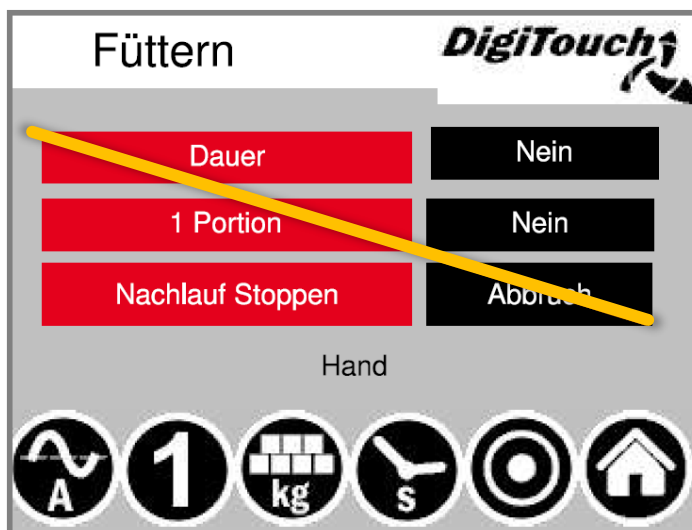 Füttern
DigiTouch
Dauer
Nein
1 Portion
Nein
Nachlauf Stoppen
Abbruch
Hand
A
1
kg
s